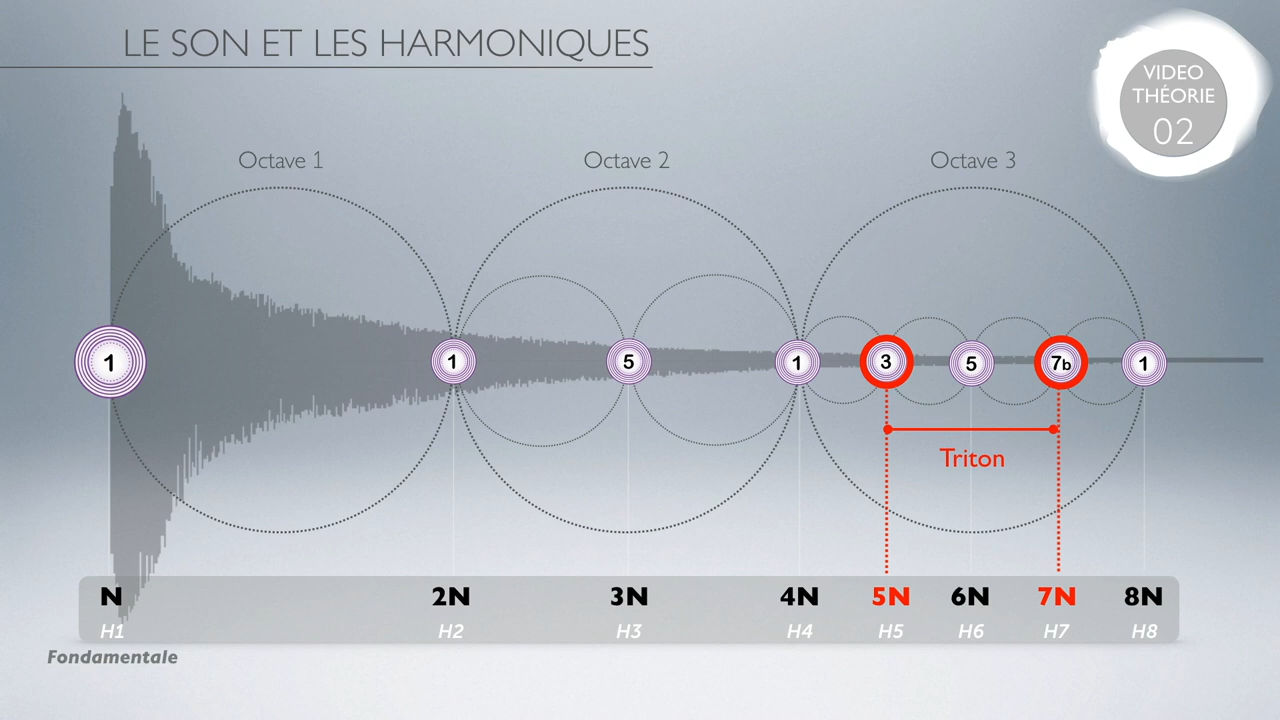 LE SON ET LES HARMONIQUES
VIDEO
THÉORIE
02
Octave 1
Octave 2
Octave 3
1
1
5
1
3
5
7b
1
Triton
N
2N
3N
4N
5N
6N
7N
8N
H1
H2
H3
H4
H5
H6
H7
H8
Fondamentale